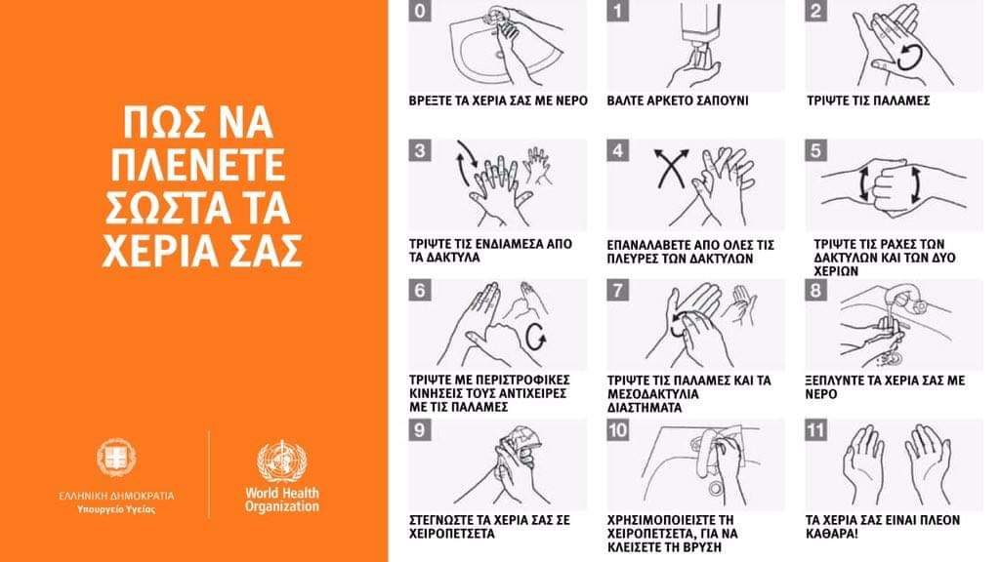 ΠΩΣ ΝΑ
ΠΛΕΝΕΤΕ
ΣΩΣΤΑ ΤΑ
ΧΕΡΙΑ ΣΑΣ
ΕΛΛΗΝΙΚΗ ΔΗΜΟΚΡΑΤΙΑ
Υπουργείο Υγείας
World Health
Organization
0
ΒΡΕΞΤΕ ΤΑ ΧΕΡΙΑ ΣΑΣ ΜΕ ΝΕΡΟ
1
ΒΑΛΤΕ ΑΡΚΕΤΟ ΣΑΠΟΥΝΙ
2
ΤΡΙΨΤΕ ΤΙΣ ΠΑΛΑΜΕΣ
3
ΤΡΙΨΤΕ ΤΙΣ ΕΝΔΙΑΜΕΣΑ ΑΠΟ
ΤΑ ΔΑΚΤΥΛΑ
4
ΕΠΑΝΑΛΑΒΕΤΕ ΑΠΟ ΟΛΕΣ ΤΙΣ
ΠΛΕΥΡΕΣ ΤΩΝ ΔΑΚΤΥΛΩΝ
5
ΤΡΙΨΤΕ ΤΙΣ ΡΑΧΕΣ ΤΩΝ
ΔΑΚΤΥΛΩΝ ΚΑΙ ΤΩΝ ΔΥΟ
ΧΕΡΙΩΝ
6
ΤΡΙΨΤΕ ΜΕ ΠΕΡΙΣΤΡΟΦΙΚΕΣ
ΚΙΝΗΣΕΙΣ ΤΟΥΣ ΑΝΤΙΧΕΙΡΕΣ
ΜΕ ΤΙΣ ΠΑΛΑΜΕΣ
7
ΤΡΙΨΤΕ ΤΙΣ ΠΑΛΑΜΕΣ ΚΑΙ ΤΑ
ΜΕΣΟΔΑΚΤΥΛΙΑ
ΔΙΑΣΤΗΜΑΤΑ
8
ΞΕΠΛΥΝΤΕ ΤΑ ΧΕΡΙΑ ΣΑΣ ΜΕ
ΝΕΡΟ
9
ΣΤΕΓΝΩΣΤΕ ΤΑ ΧΕΡΙΑ ΣΑΣ ΣΕ
ΧΕΙΡΟΠΕΤΣΕΤΑ
10
ΧΡΗΣΙΜΟΠΟΙΕΙΣΤΕ ΤΗ
ΧΕΙΡΟΠΕΤΣΕΤΑ, ΓΙΑ ΝΑ
ΚΛΕΙΣΕΤΕ ΤΗ ΒΡΥΣΗ
11
ΤΑ ΧΕΡΙΑ ΣΑΣ ΕΙΝΑΙ ΠΛΕΟΝ
ΚΑΘΑΡΑ!